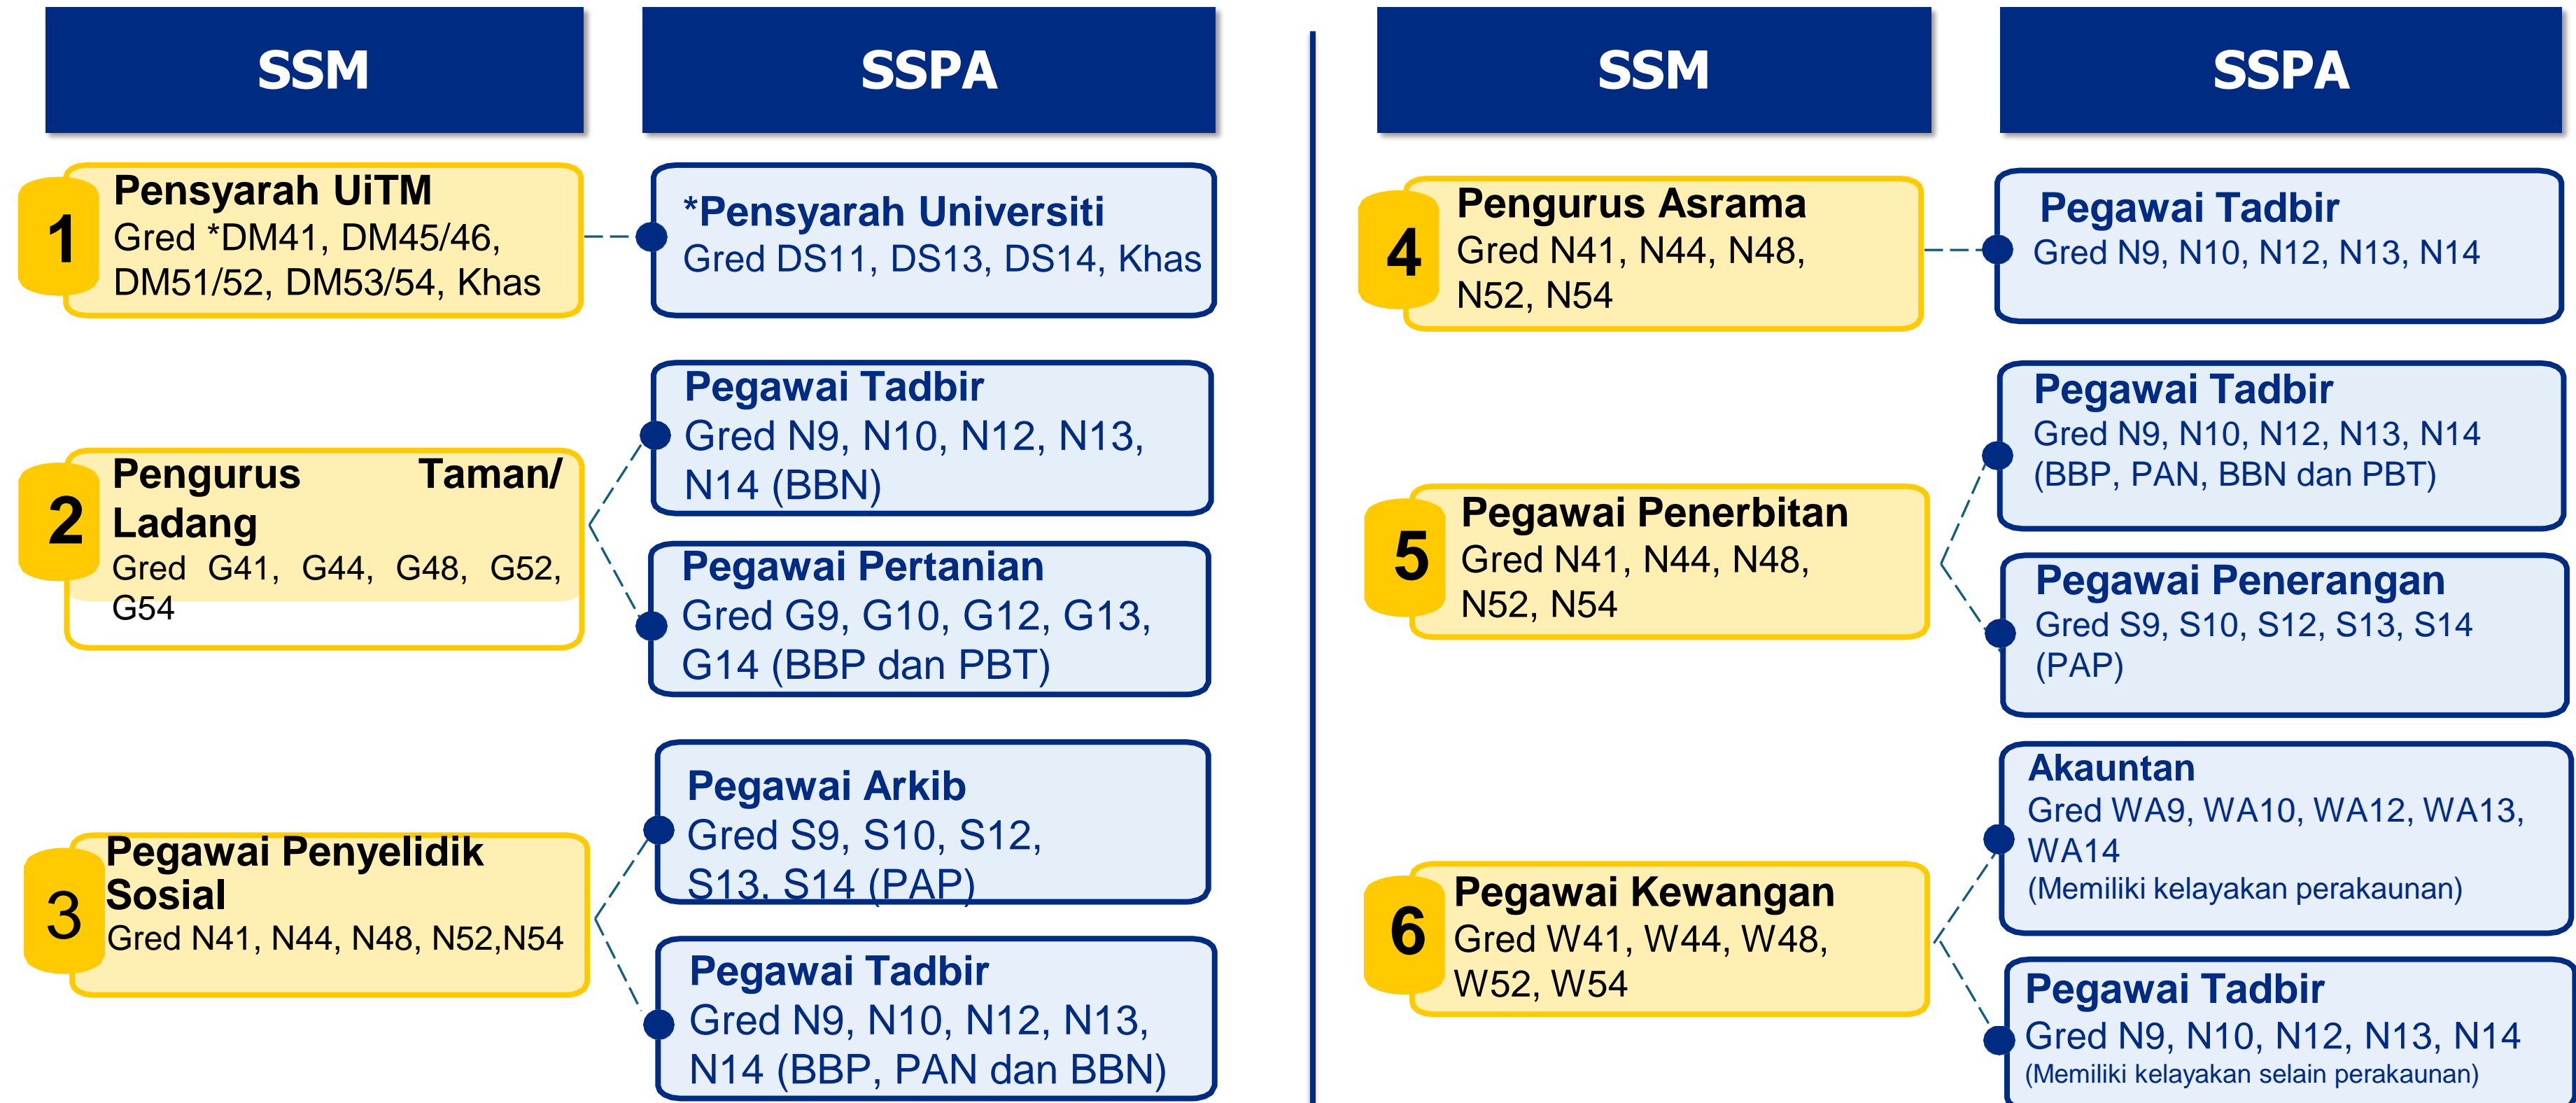 SSM
SSPA
1
Pensyarah UiTM
Gred *DM41, DM45/46,
DM51/52, DM53/54, Khas
*Pensyarah Universiti
Gred DS11, DS13, DS14, Khas
2
Pengurus Taman/
Ladang
Gred G41, G44, G48, G52,
G54
Pegawai Tadbir
Gred N9, N10, N12, N13,
N14 (BBN)
Pegawai Pertanian
Gred G9, G10, G12, G13,
G14 (BBP dan PBT)
3
Pegawai Penyelidik
Sosial
Gred N41, N44, N48, N52,N54
Pegawai Arkib
Gred S9, S10, S12,
S13, S14 (PAP)
Pegawai Tadbir
Gred N9, N10, N12, N13,
N14 (BBP, PAN dan BBN)
SSM
SSPA
4
Pengurus Asrama
Gred N41, N44, N48,
N52, N54
Pegawai Tadbir
Gred N9, N10, N12, N13, N14
5
Pegawai Penerbitan
Gred N41, N44, N48,
N52, N54
Pegawai Tadbir
Gred N9, N10, N12, N13, N14
(BBP, PAN, BBN dan PBT)
Pegawai Penerangan
Gred S9, S10, S12, S13, S14
(PAP)
6
Pegawai Kewangan
Gred W41, W44, W48,
W52, W54
Akauntan
Gred WA9, WA10, WA12, WA13,
WA14
(Memiliki kelayakan perakaunan)
Pegawai Tadbir
Gred N9, N10, N12, N13, N14
(Memiliki kelayakan selain perakaunan)